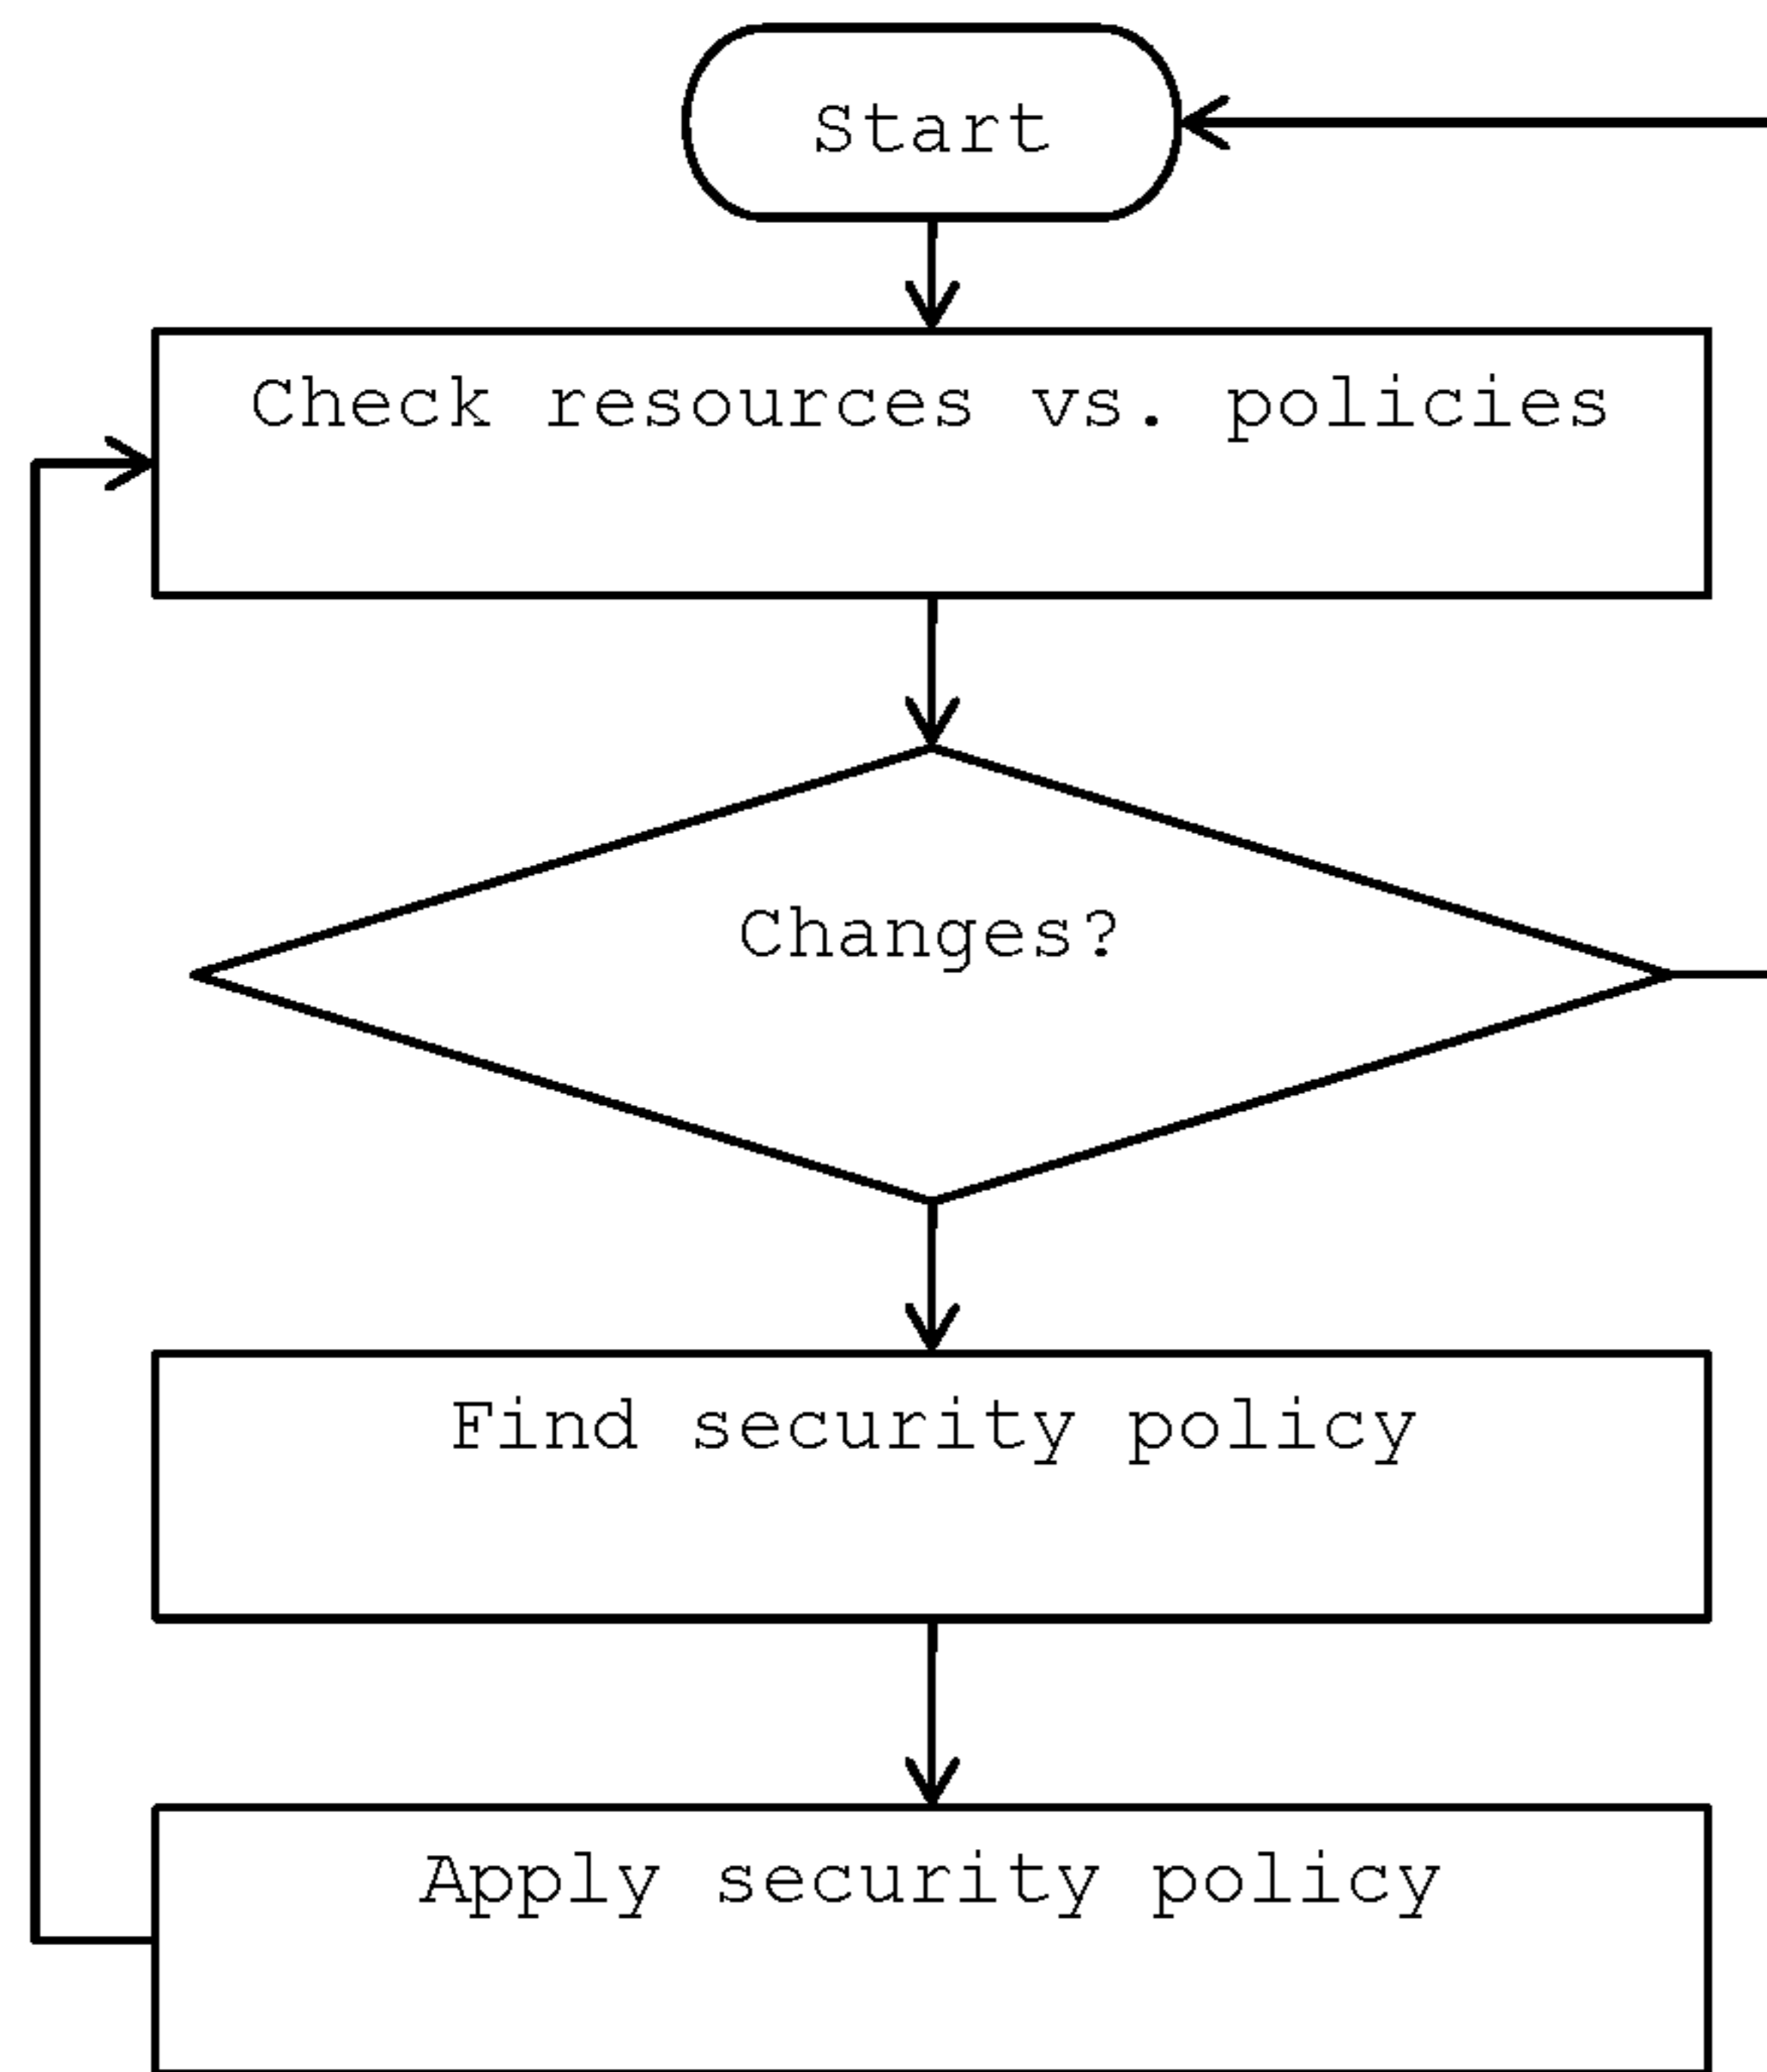 Start
Check resources vs. policies
Changes?
Find security policy
Apply security policy